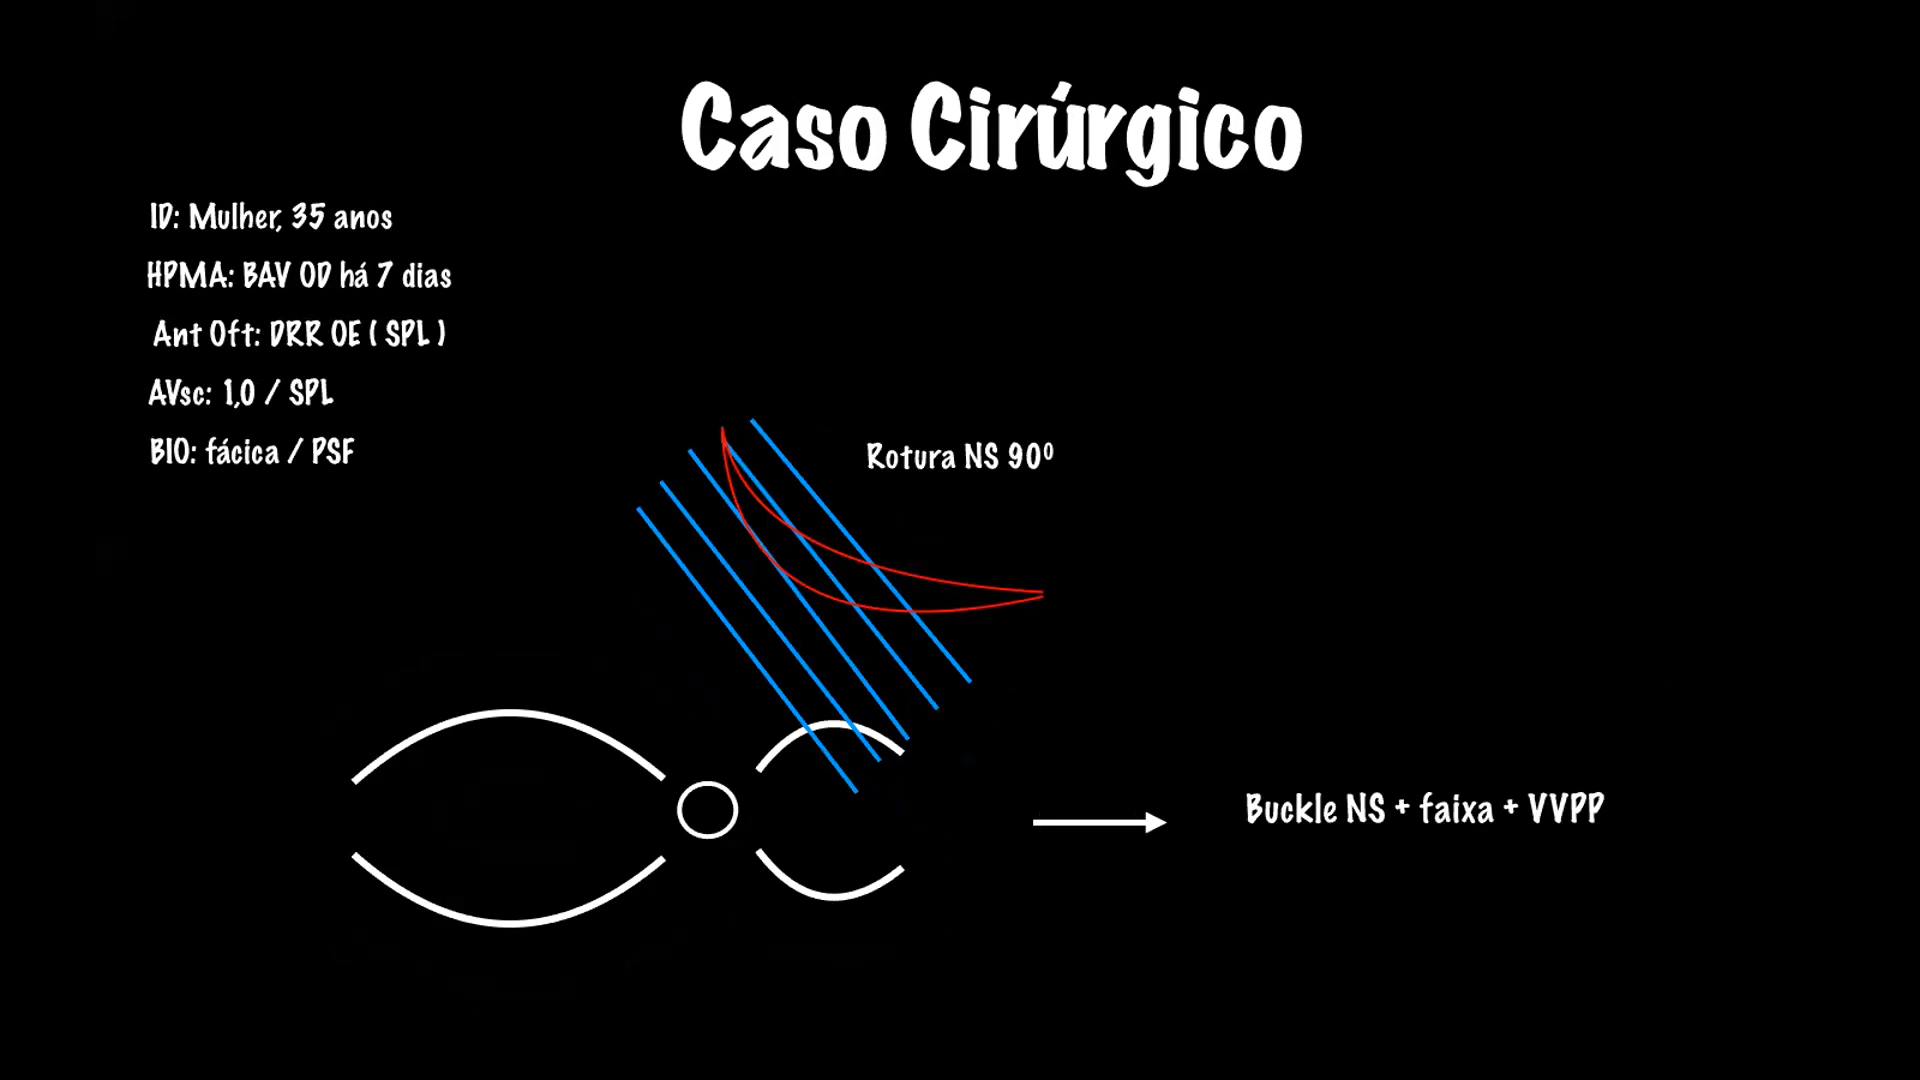 Caso Cirúrgico
ID: Mulher, 35 anos
HPMA: BAV OD há 7 dias
Ant Oft: DRR OE ( SPL )
AVsc: 1,0 / SPL
BIO: fácica / PSF
Rotura NS 90º
Buckle NS + faixa + VVPP